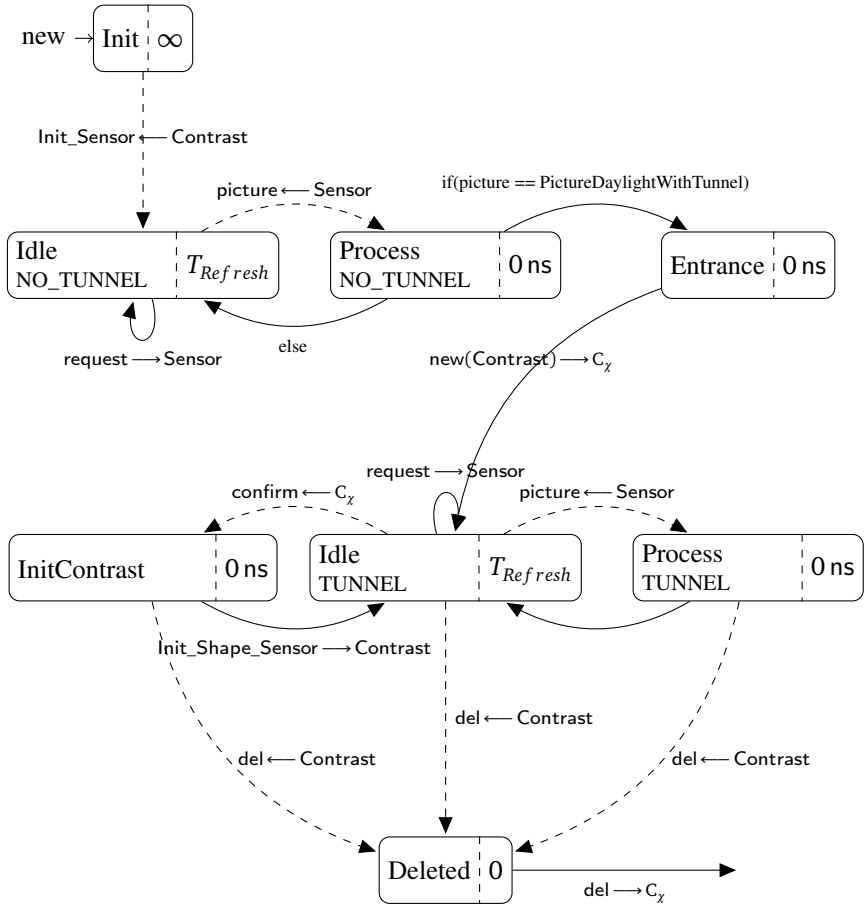 new → Init ∞
Init_Sensor ⟵ Contrast
picture ⟵ Sensor
if(picture == PictureDaylightWithTunnel)
Idle
NO_TUNNEL
T_Refresh
Process
NO_TUNNEL
0 ns
Entrance 0 ns
request ⟶ Sensor
else
new(Contrast) ⟶ C_χ
request ⟶ Sensor
confirm ⟵ C_χ
picture ⟵ Sensor
InitContrast 0 ns
Idle
TUNNEL
T_Refresh
Process
TUNNEL
0 ns
Init_Shape_Sensor ⟶ Contrast
del ⟵ Contrast
del ⟵ Contrast
del ⟵ Contrast
Deleted 0
del ⟶ C_χ